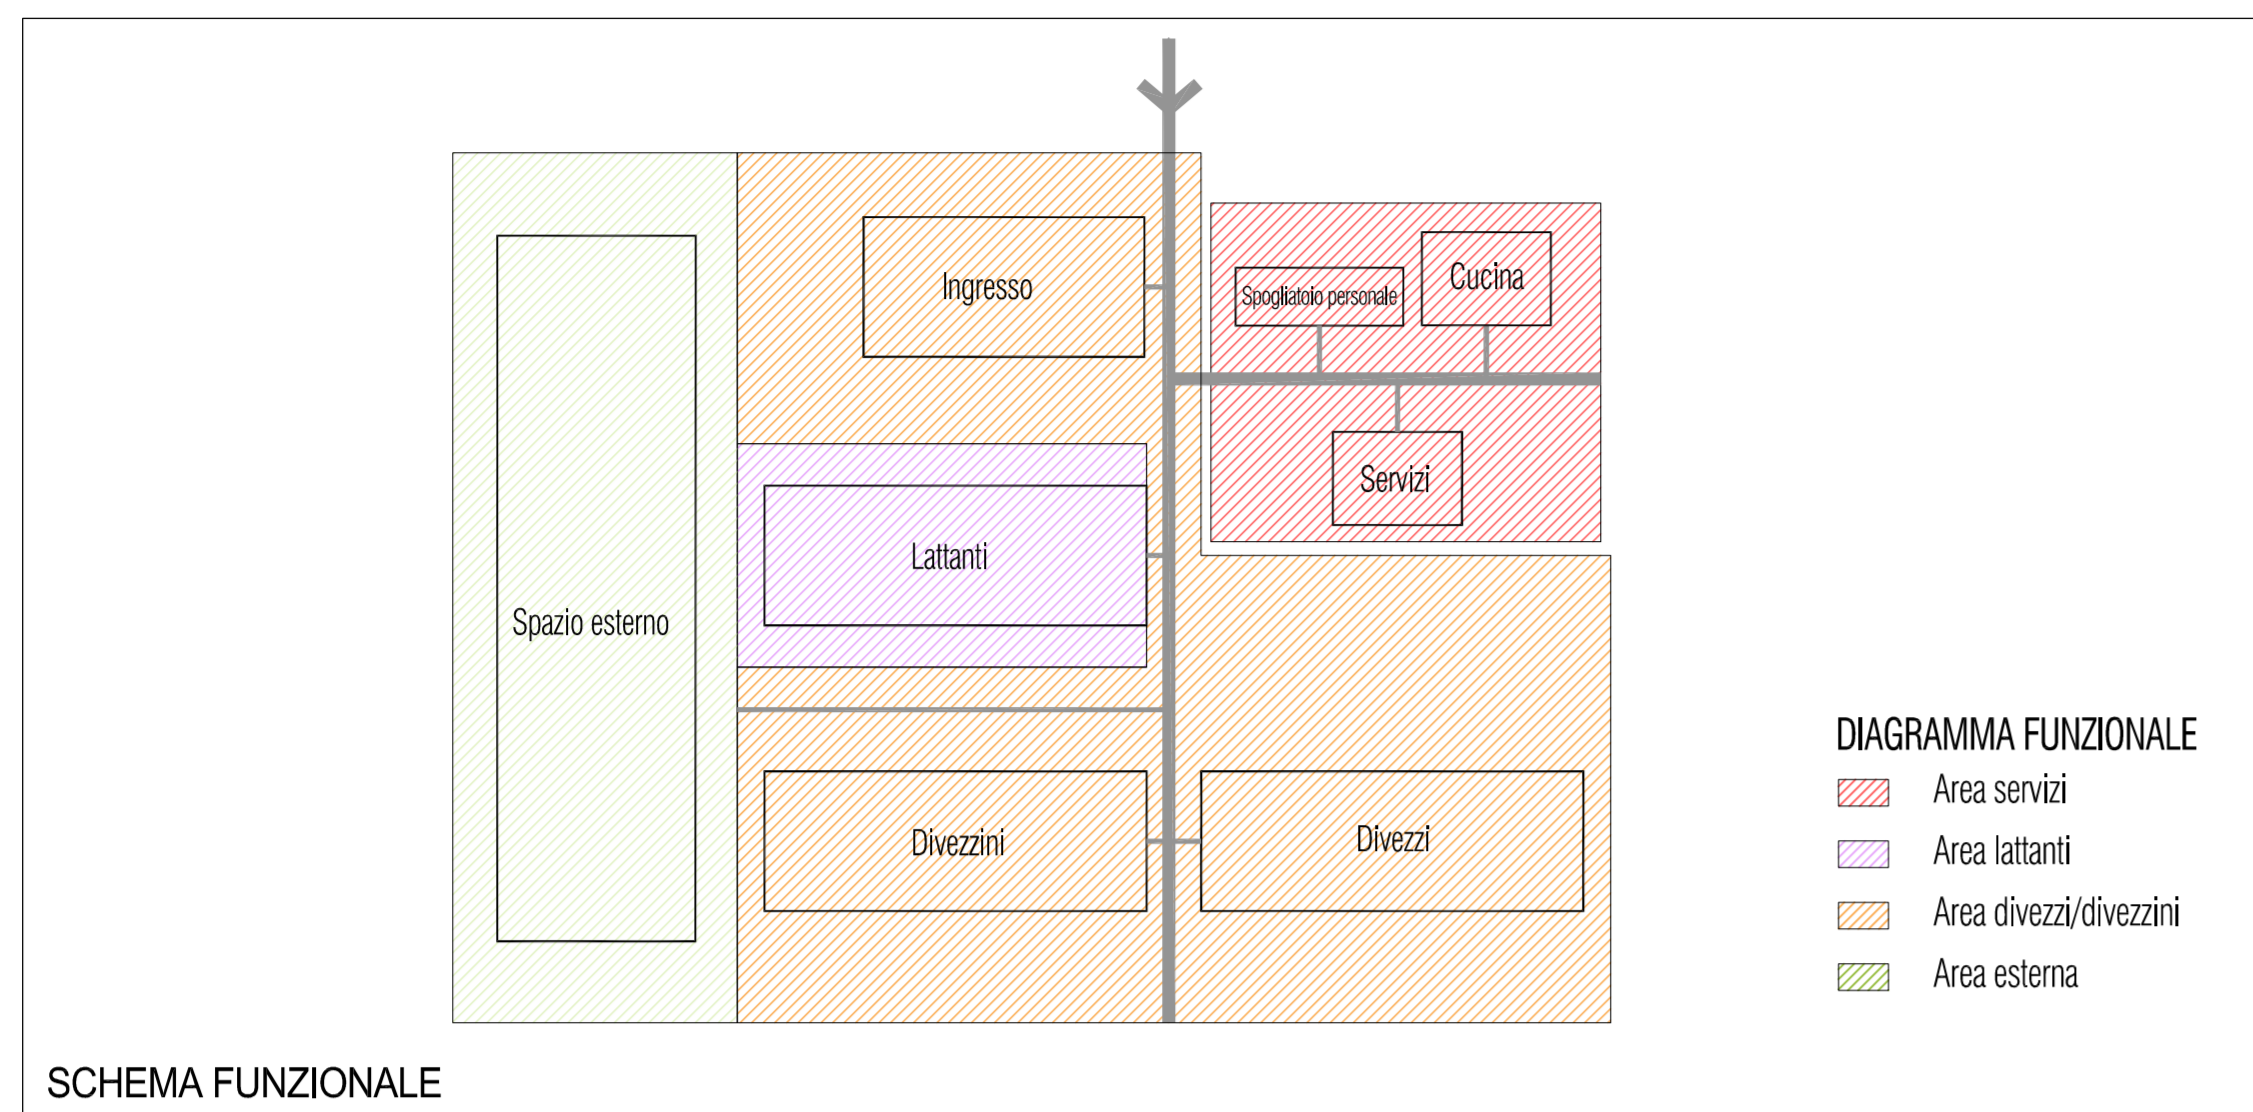 Ingresso
Spogliatoio personale
Cucina
Servizi
Lattanti
Spazio esterno
Divezzini
Divezzi
DIAGRAMMA FUNZIONALE
Area servizi
Area lattanti
Area divezzi/divezzini
Area esterna
SCHEMA FUNZIONALE